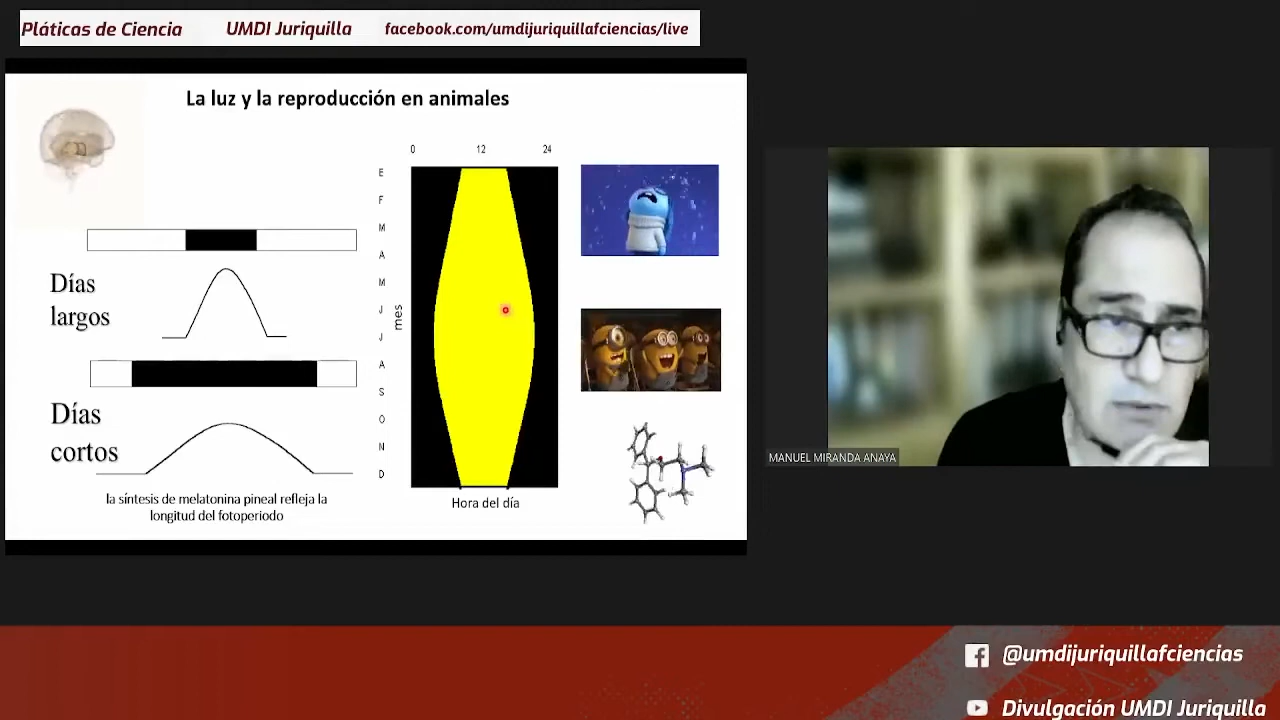 Pláticas de Ciencia UMDI Juriquilla facebook.com/umdijuriquillafciencias/live
La luz y la reproducción en animales
0 12 24
E
F
M
A
M
J
J
A
S
O
N
D
mes
Hora del día
Días
largos
Días
cortos
la síntesis de melatonina pineal refleja la
longitud del fotoperiodo
MANUEL MIRANDA ANAYA
@umdijuriquillafciencias
Divulgación UMDI Juriquilla